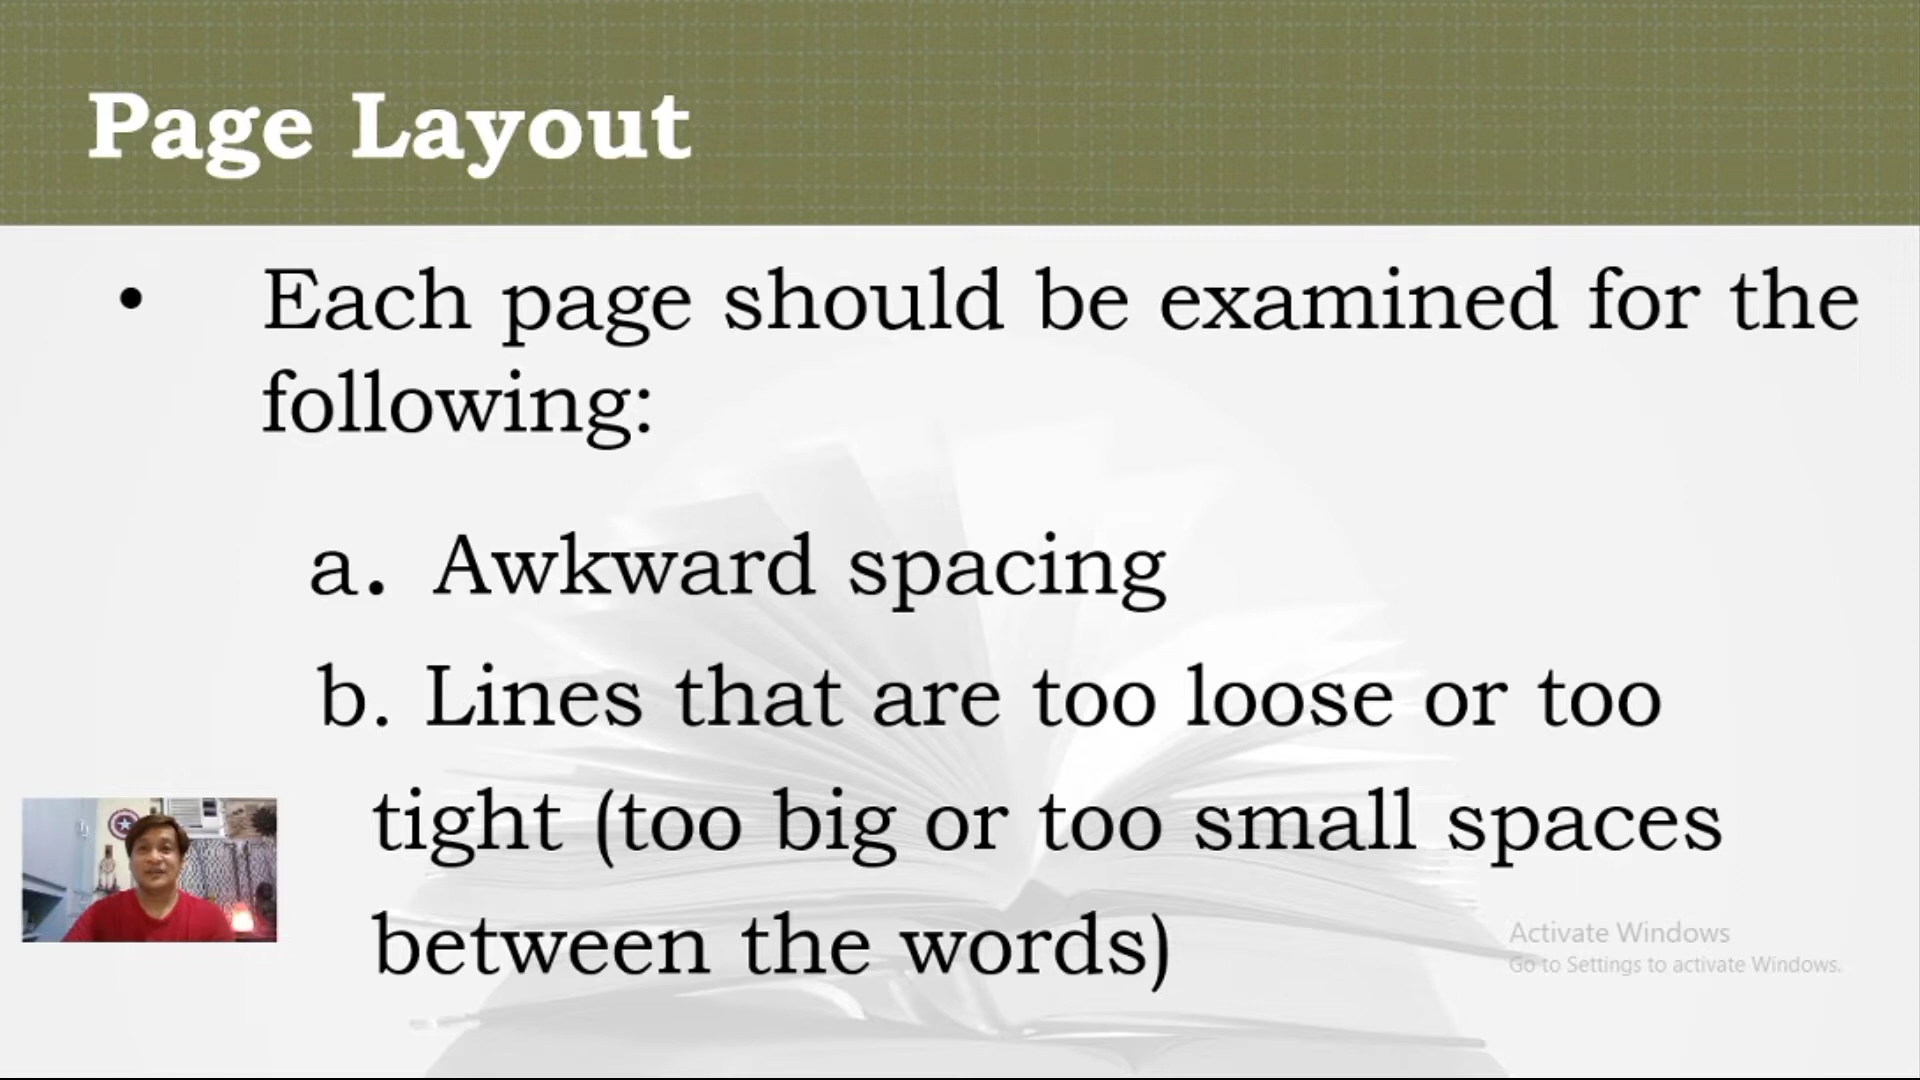 Page Layout
• Each page should be examined for the
following:
a. Awkward spacing
b. Lines that are too loose or too
tight (too big or too small spaces
between the words)
Activate Windows
Go to Settings to activate Windows.